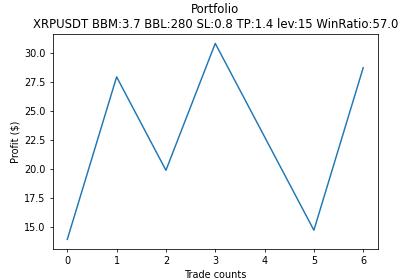 Portfolio
XRPUSDT BBM:3.7 BBL:280 SL:0.8 TP:1.4 lev:15 WinRatio:57.0
30.0
27.5
25.0
22.5
20.0
17.5
15.0
Profit ($)
0 1 2 3 4 5 6
Trade counts